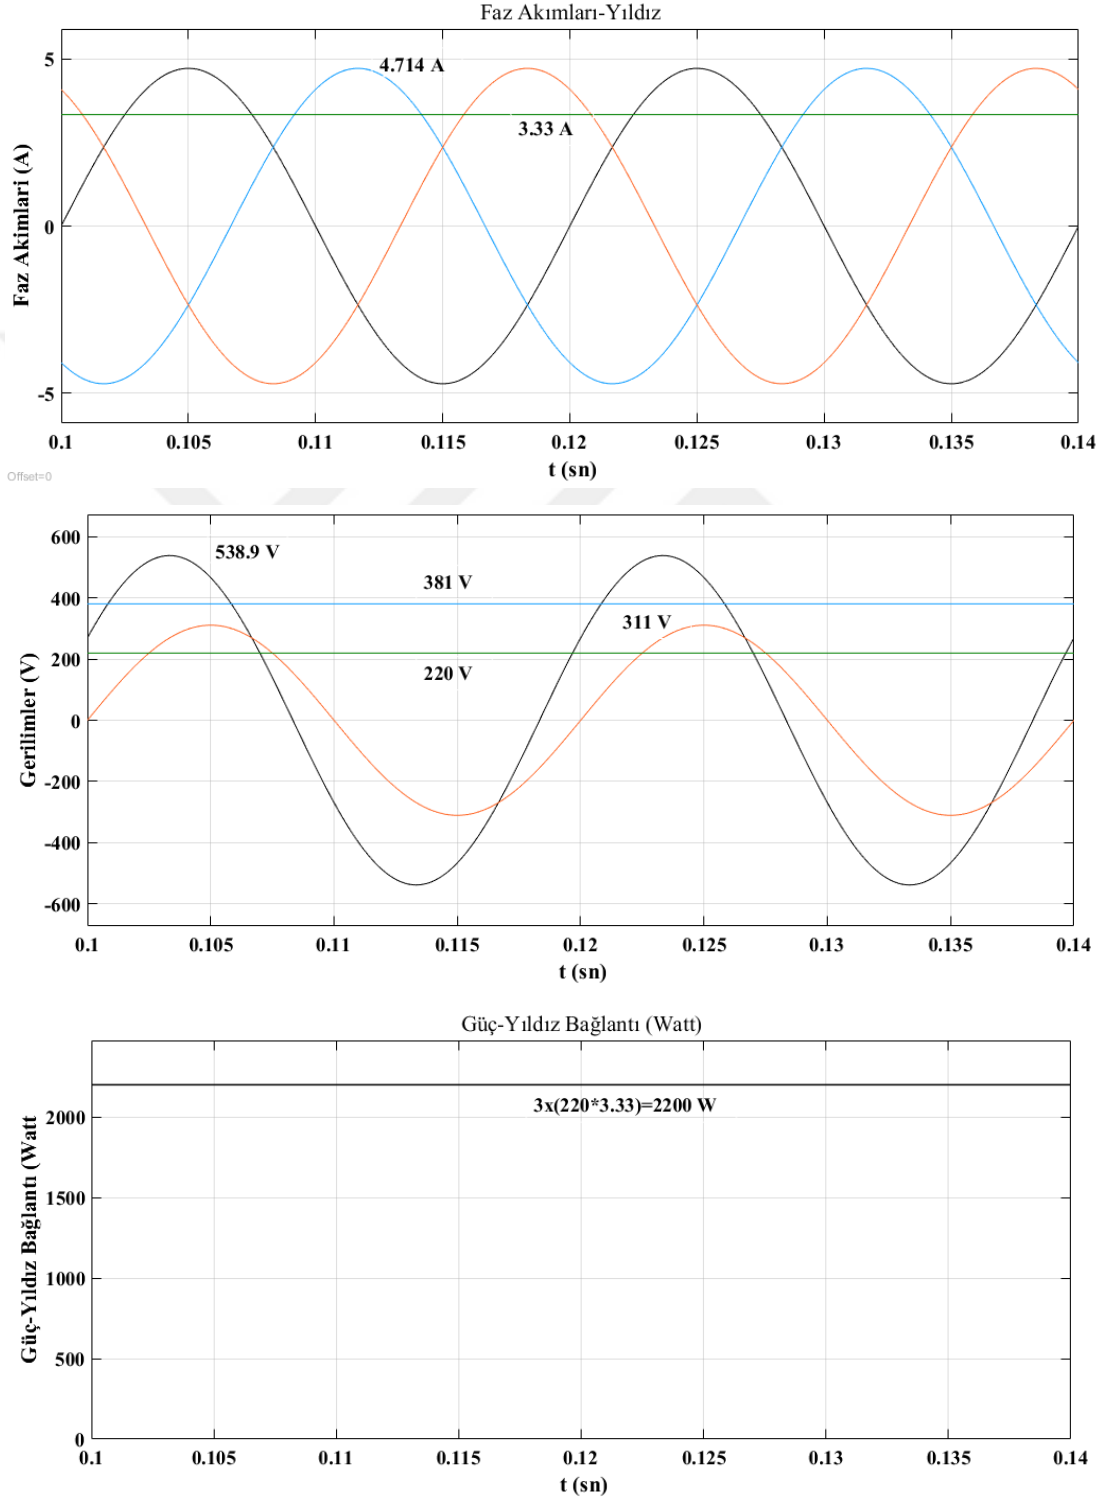 Faz Akımları-Yıldız
5
4.714 A
3.33 A
0
-5
Faz Akimlari (A)
0.1 0.105 0.11 0.115 0.12 0.125 0.13 0.135 0.14
t (sn)
Offset=0
600
538.9 V
381 V
400
311 V
200
220 V
0
-200
-400
-600
Gerilimler (V)
0.1 0.105 0.11 0.115 0.12 0.125 0.13 0.135 0.14
t (sn)
Güç-Yıldız Bağlantı (Watt)
3x(220*3.33)=2200 W
2000
1500
1000
500
0
Güç-Yıldız Bağlantı (Watt
0.1 0.105 0.11 0.115 0.12 0.125 0.13 0.135 0.14
t (sn)